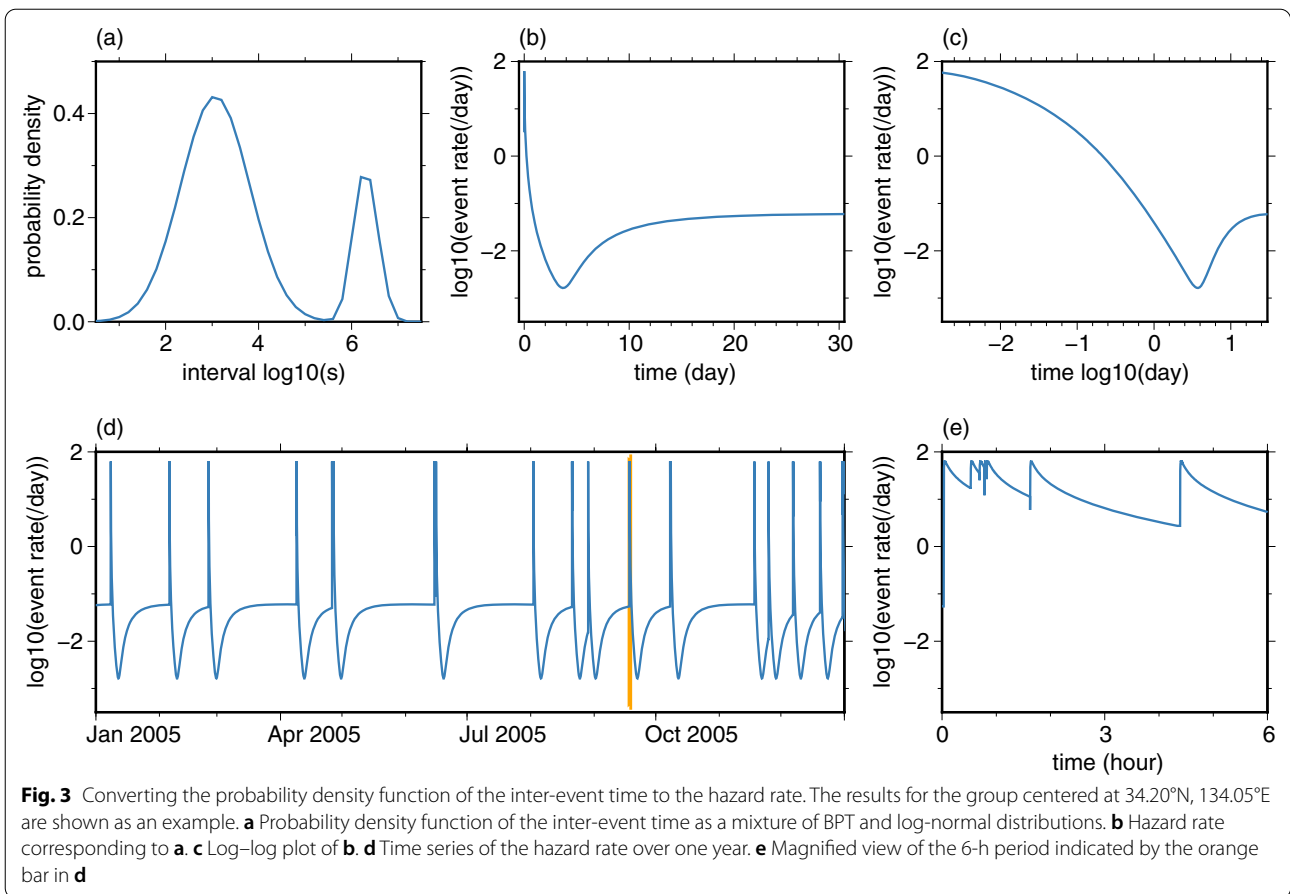 (a)
probability density
0.4
0.2
0.0
2 4 6
interval log10(s)
(b)
log10(event rate(/day))
2
0
−2
0 10 20 30
time (day)
(c)
log10(event rate(/day))
2
0
−2
−2 −1 0 1
time log10(day)
(d)
log10(event rate(/day))
2
0
−2
Jan 2005 Apr 2005 Jul 2005 Oct 2005
(e)
log10(event rate(/day))
2
0
−2
0 3 6
time (hour)
Fig. 3 Converting the probability density function of the inter-event time to the hazard rate. The results for the group centered at 34.20°N, 134.05°E
are shown as an example. a Probability density function of the inter-event time as a mixture of BPT and log-normal distributions. b Hazard rate
corresponding to a. c Log–log plot of b. d Time series of the hazard rate over one year. e Magnified view of the 6-h period indicated by the orange
bar in d